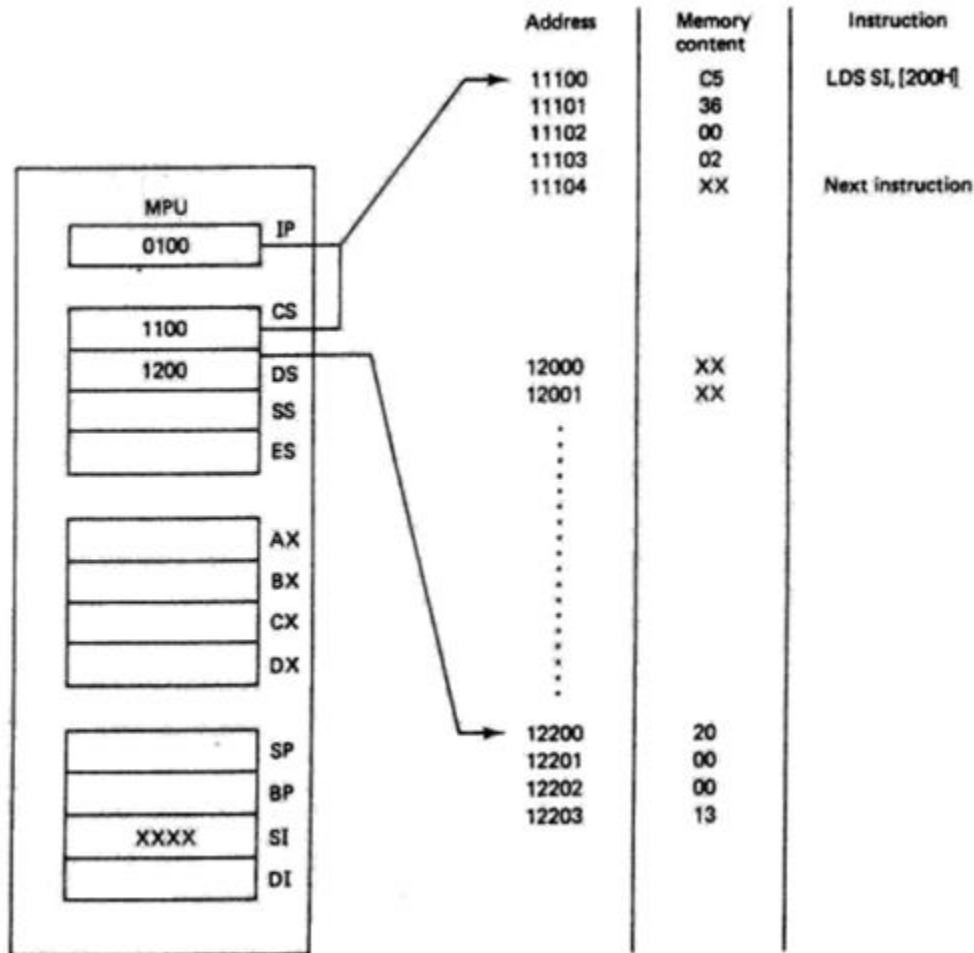 Address Memory content Instruction
11100 C5 LDS SI, [200H]
11101 36
11102 00
11103 02
11104 XX Next instruction
MPU
0100 IP
1100 CS
1200 DS
SS
ES
12000 XX
12001 XX
AX
BX
CX
DX
12200 20
12201 00
12202 00
12203 13
SP
BP
XXXX SI
DI